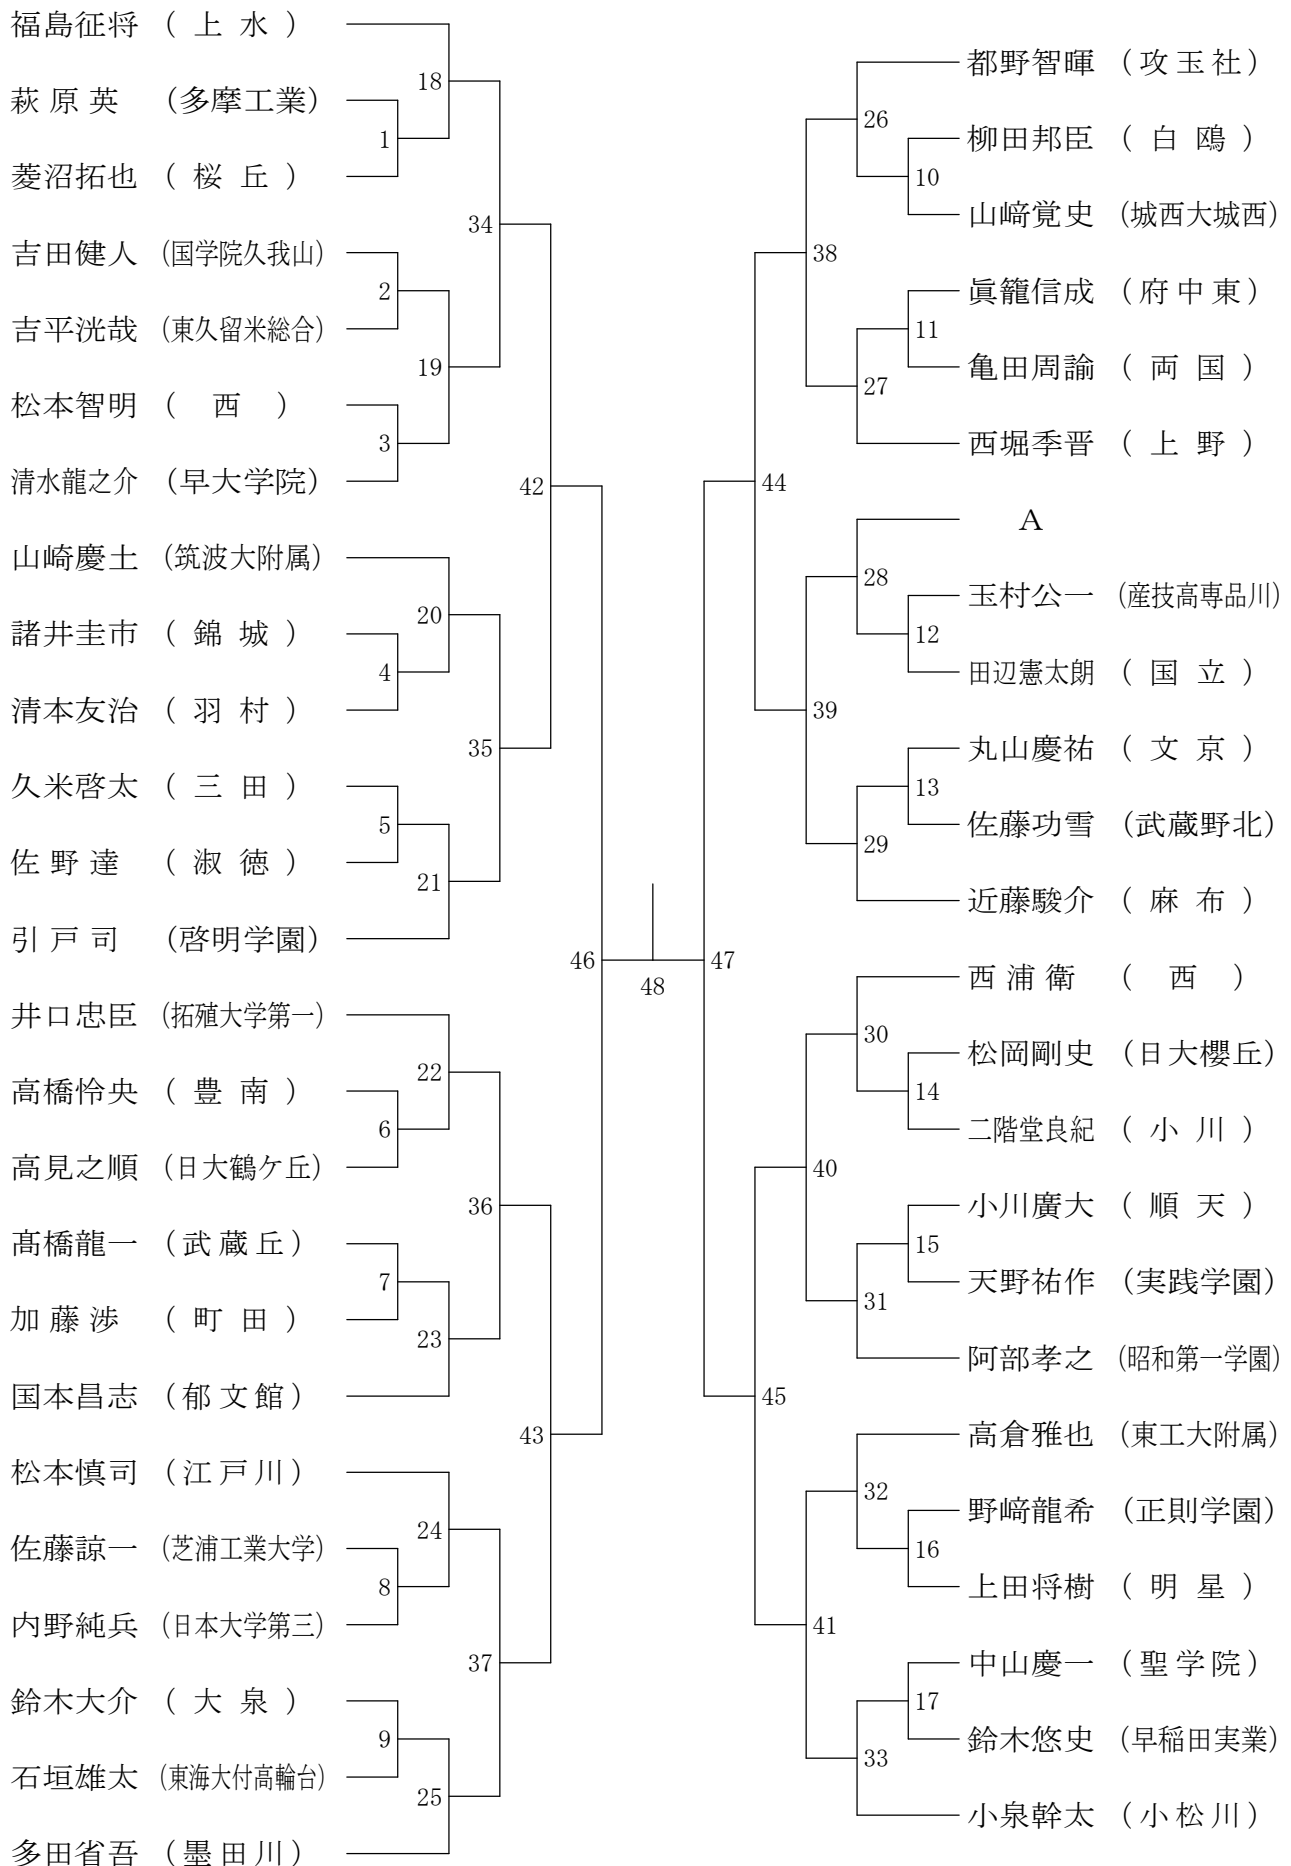 福島征将 （ 上 水 ）
萩 原 英 （多摩工業）
菱沼拓也 （ 桜 丘 ）
吉田健人 （国学院久我山）
吉平洸哉 （東久留米総合）
松本智明 （ 西 ）
清水龍之介 （早大学院）
山崎慶土 （筑波大附属）
諸井圭市 （ 錦 城 ）
清本友治 （ 羽 村 ）
久米啓太 （ 三 田 ）
佐 野 達 （ 淑 徳 ）
引 戸 司 （啓明学園）
井口忠臣 （拓殖大学第一）
高橋怜央 （ 豊 南 ）
高見之順 （日大鶴ケ丘）
髙橋龍一 （武 蔵 丘）
加 藤 渉 （ 町 田 ）
国本昌志 （郁 文 館）
松本慎司 （江 戸 川）
佐藤諒一 （芝浦工業大学）
内野純兵 （日本大学第三）
鈴木大介 （ 大 泉 ）
石垣雄太 （東海大付高輪台）
多田省吾 （墨 田 川）
1
2
3
4
5
6
7
8
9
18
19
20
21
22
23
24
25
34
35
36
37
42
43
46
48
47
44
45
38
39
40
41
26
27
28
29
30
31
32
33
10
11
12
13
14
15
16
17
都野智暉 （攻 玉 社）
柳田邦臣 （ 白 鴎 ）
山﨑覚史 （城西大城西）
眞籠信成 （府 中 東）
亀田周諭 （ 両 国 ）
西堀季晋 （ 上 野 ）
A
玉村公一 （産技高専品川）
田辺憲太朗 （ 国 立 ）
丸山慶祐 （ 文 京 ）
佐藤功雪 （武蔵野北）
近藤駿介 （ 麻 布 ）
西 浦 衛 （ 西 ）
松岡剛史 （日大櫻丘）
二階堂良紀 （ 小 川 ）
小川廣大 （ 順 天 ）
天野祐作 （実践学園）
阿部孝之 （昭和第一学園）
高倉雅也 （東工大附属）
野﨑龍希 （正則学園）
上田将樹 （ 明 星 ）
中山慶一 （聖 学 院）
鈴木悠史 （早稲田実業）
小泉幹太 （小 松 川）